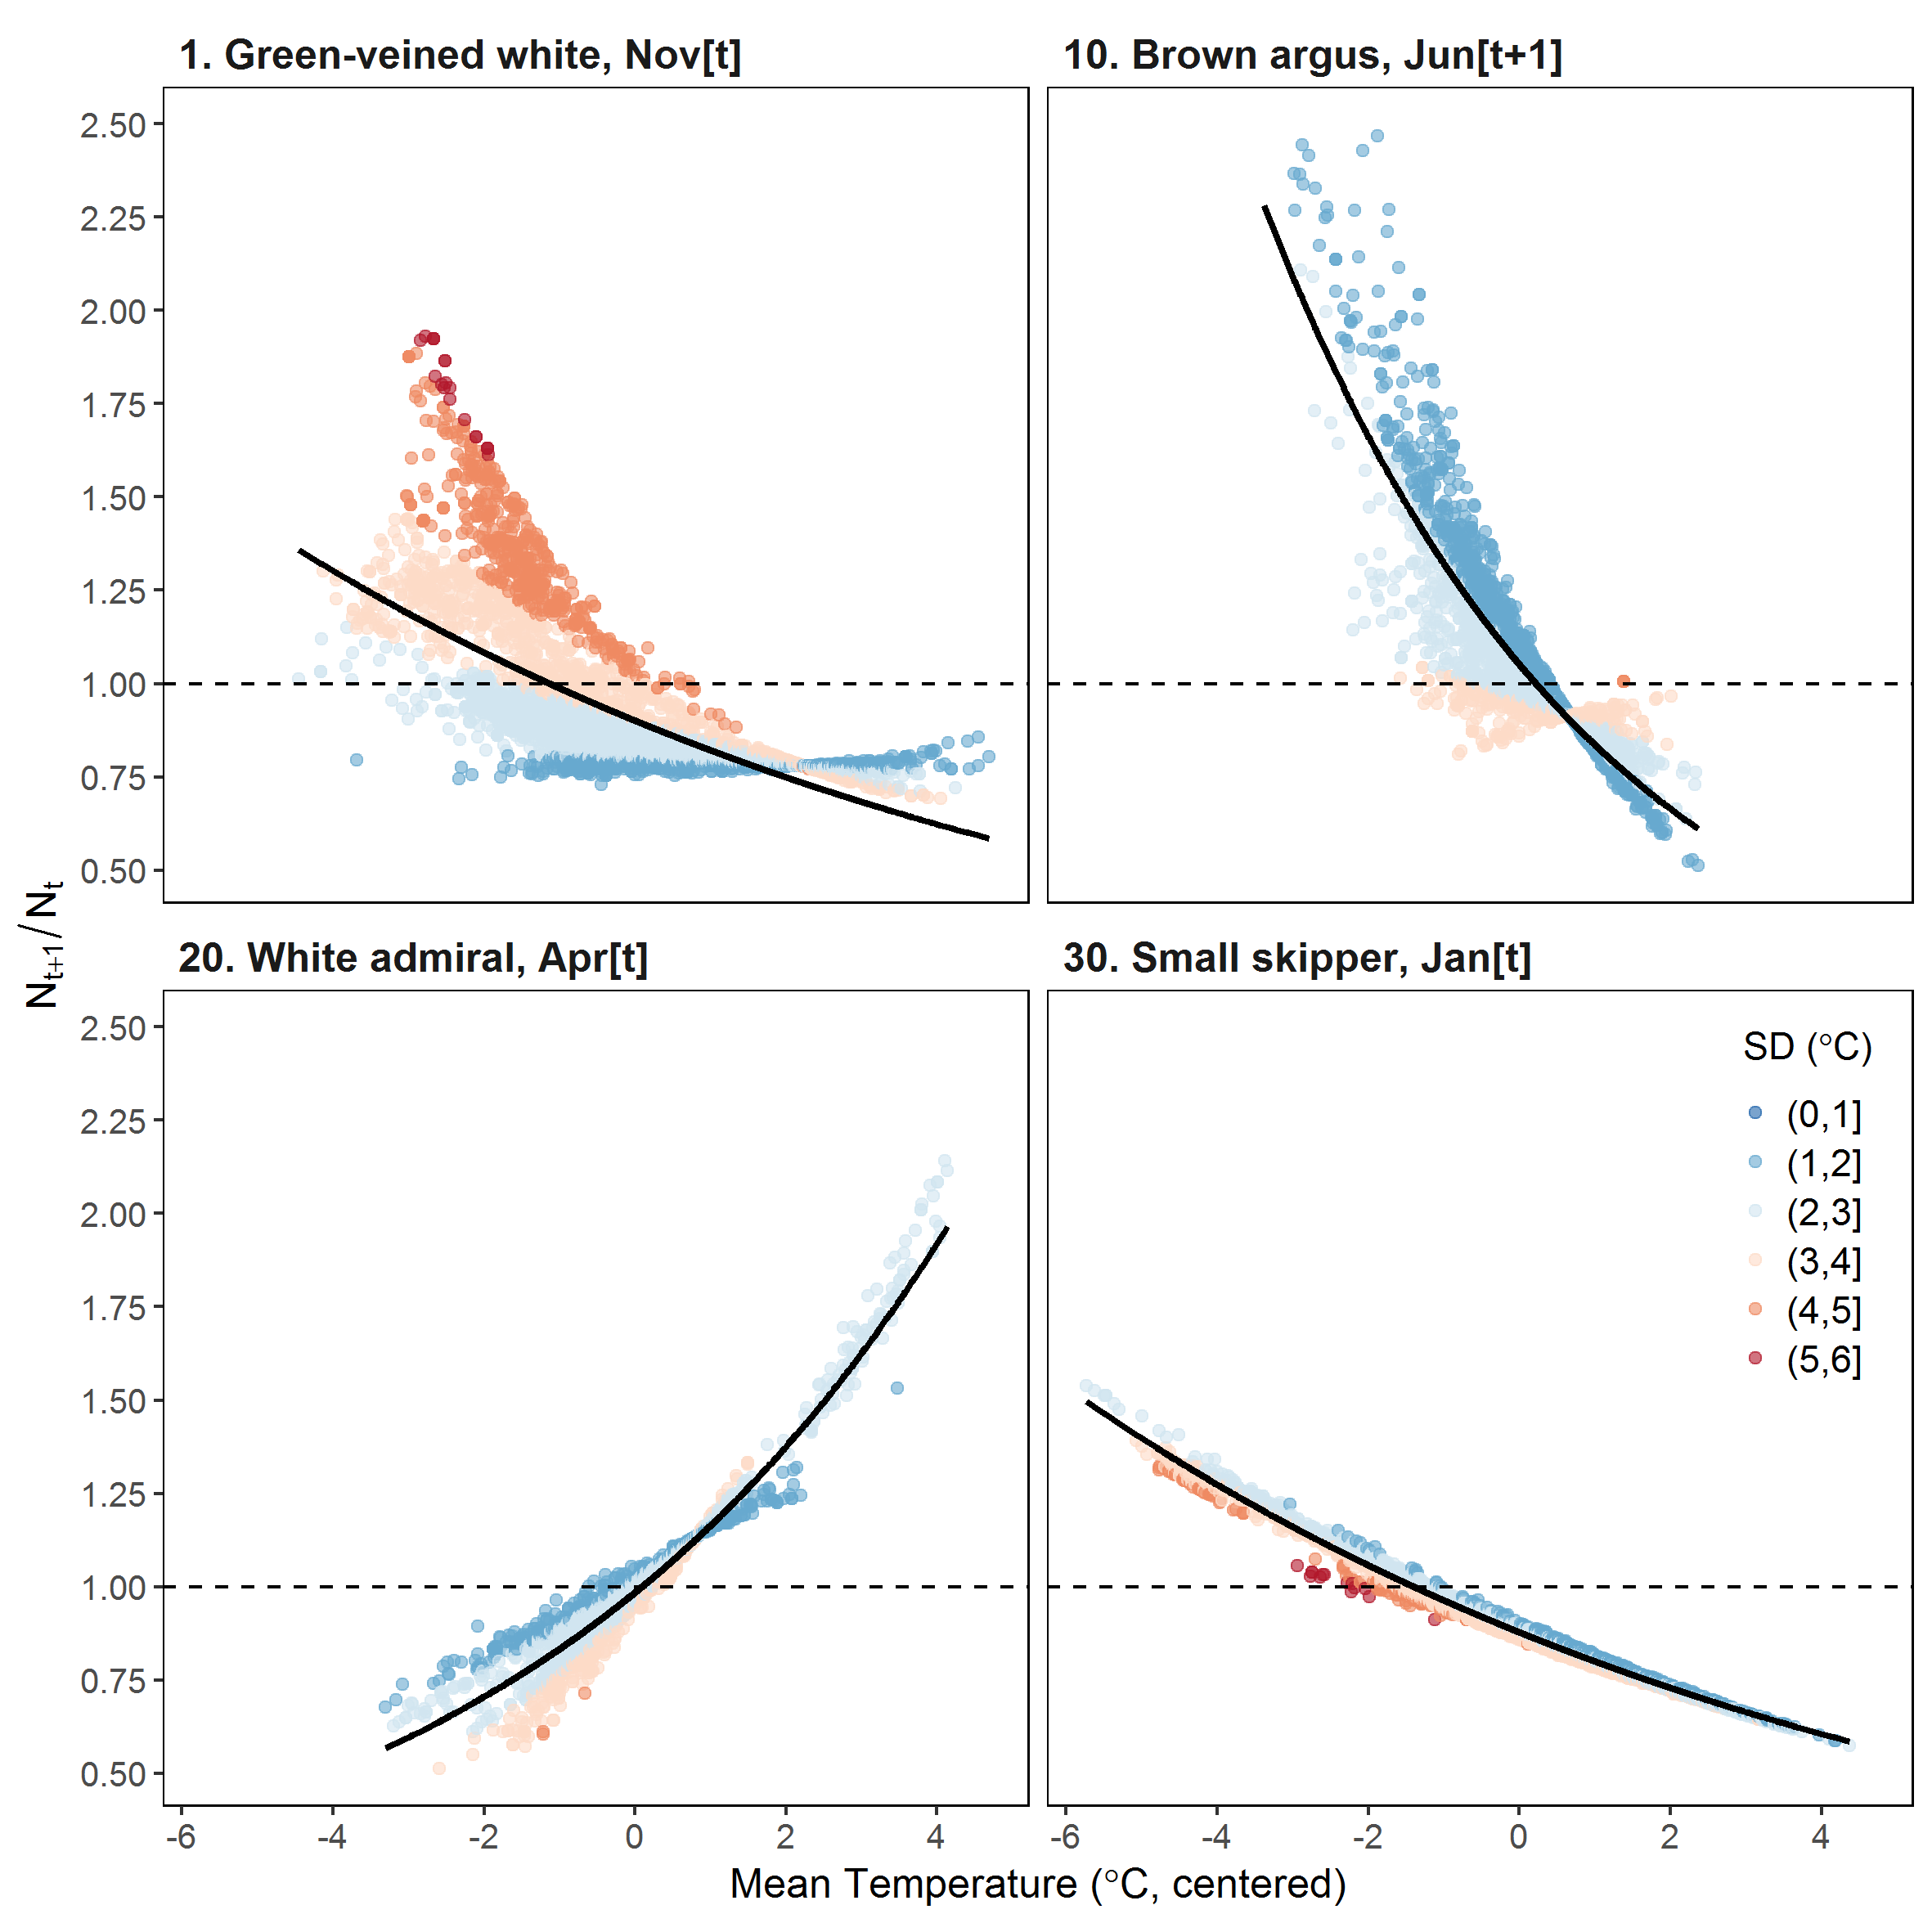 1. Green-veined white, Nov[t]
10. Brown argus, Jun[t+1]
2.50
2.25
2.00
1.75
1.50
1.25
1.00
0.75
0.50
N_{t+1}/N_t
20. White admiral, Apr[t]
30. Small skipper, Jan[t]
2.50
2.25
2.00
1.75
1.50
1.25
1.00
0.75
0.50
SD (°C)
(0,1]
(1,2]
(2,3]
(3,4]
(4,5]
(5,6]
-6 -4 -2 0 2 4
-6 -4 -2 0 2 4
Mean Temperature (°C, centered)